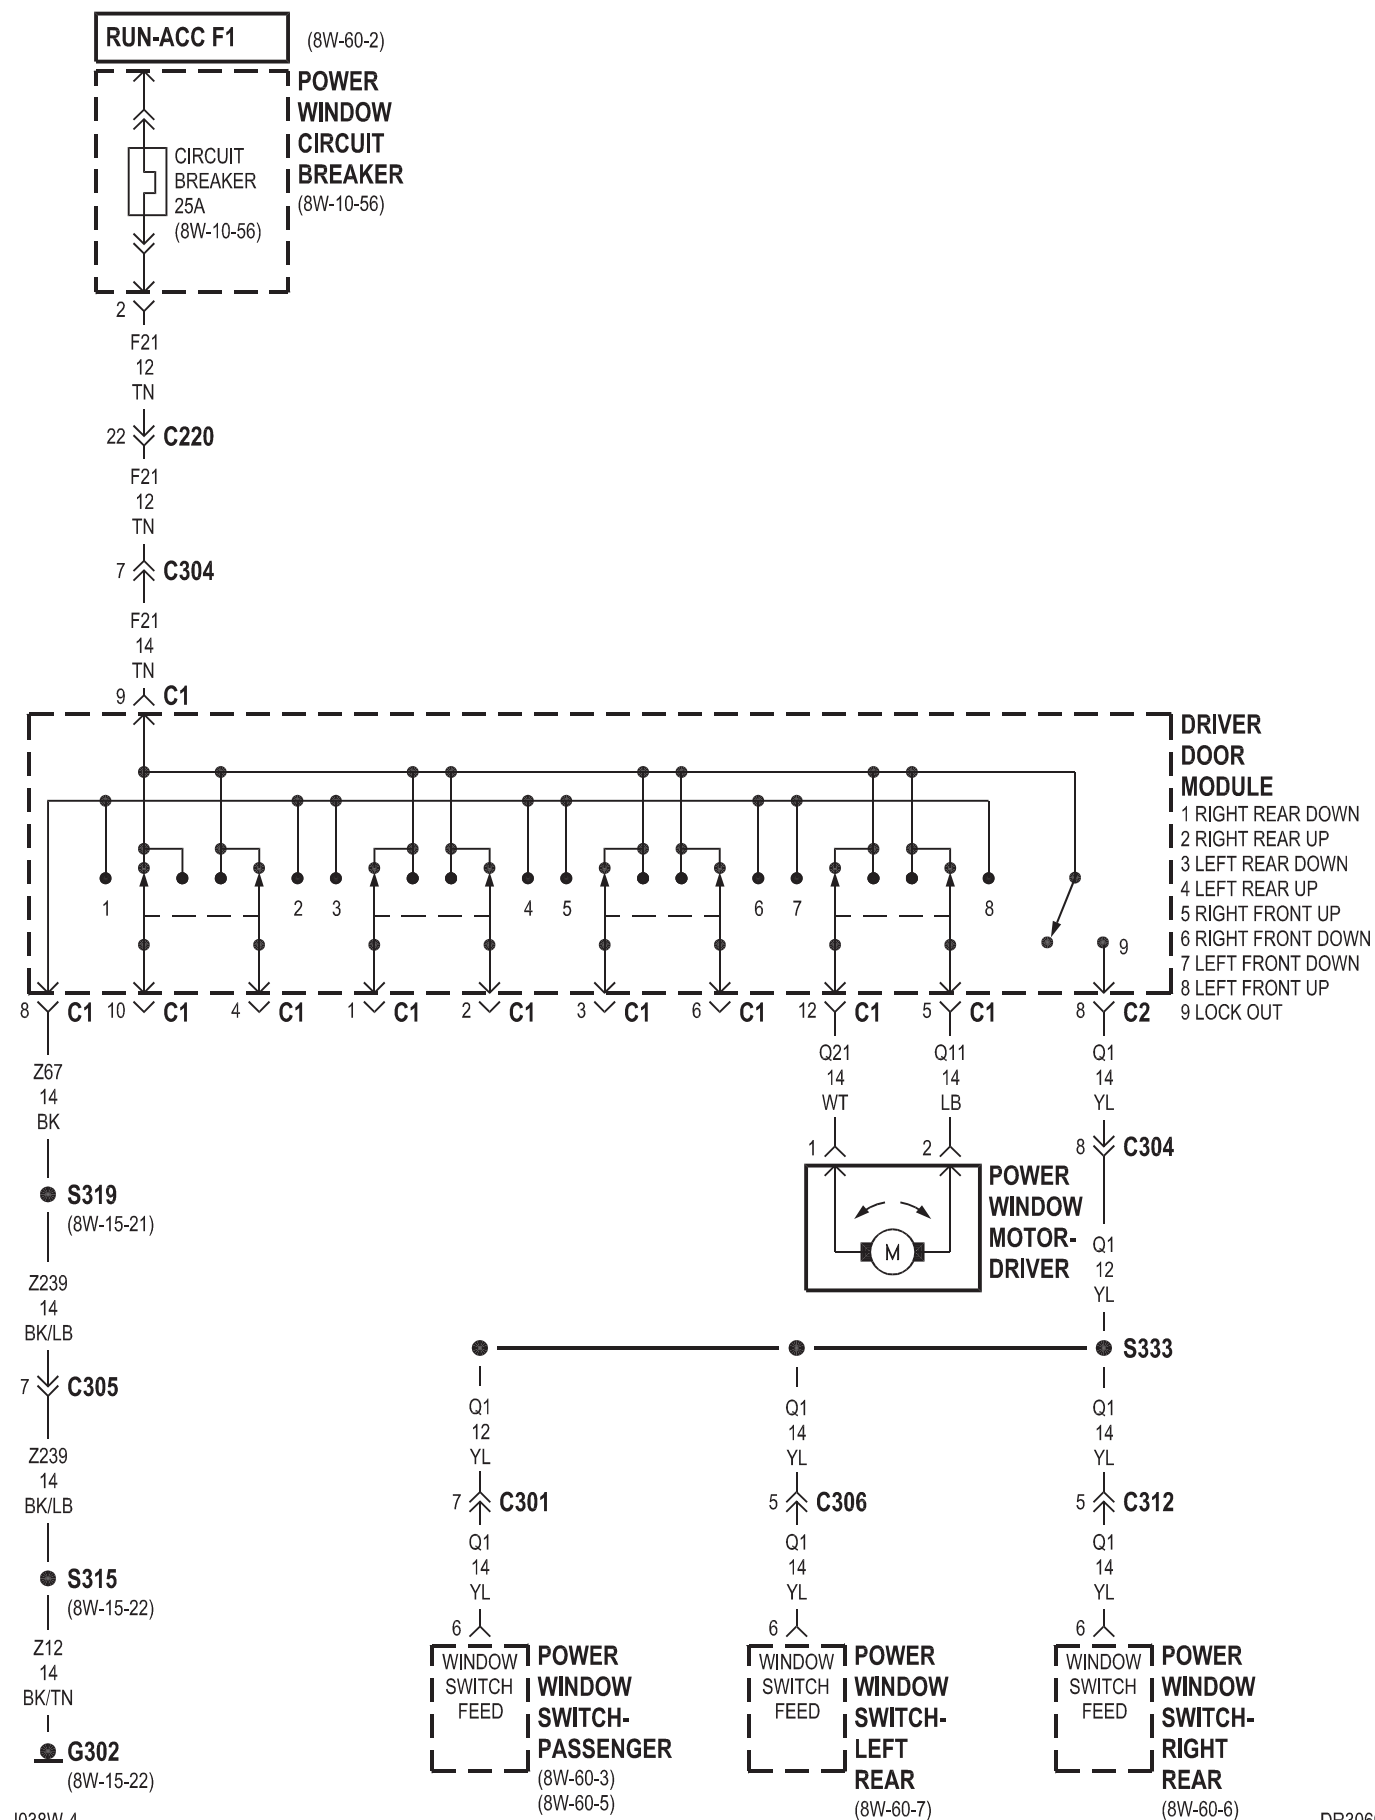 RUN-ACC F1
(8W-60-2)
POWER
WINDOW
CIRCUIT
BREAKER
(8W-10-56)
CIRCUIT
BREAKER
25A
(8W-10-56)
2
F21
12
TN
22 C220
F21
12
TN
7 C304
F21
14
TN
9 C1
DRIVER
DOOR
MODULE
1 RIGHT REAR DOWN
2 RIGHT REAR UP
3 LEFT REAR DOWN
4 LEFT REAR UP
5 RIGHT FRONT UP
6 RIGHT FRONT DOWN
7 LEFT FRONT DOWN
8 LEFT FRONT UP
9 LOCK OUT
1 2 3 4 5 6 7 8
9
8 C1 10 C1 4 C1 1 C1 2 C1 3 C1 6 C1 12 C1 5 C1 8 C2
Z67
14
BK
S319
(8W-15-21)
Z239
14
BK/LB
7 C305
Z239
14
BK/LB
S315
(8W-15-22)
Z12
14
BK/TN
G302
(8W-15-22)
Q21
14
WT
1
Q11
14
LB
2
M
POWER
WINDOW
MOTOR-
DRIVER
Q1
14
YL
8 C304
Q1
12
YL
S333
Q1
12
YL
7 C301
Q1
14
YL
6
WINDOW
SWITCH
FEED
POWER
WINDOW
SWITCH-
PASSENGER
(8W-60-3)
(8W-60-5)
Q1
14
YL
5 C306
Q1
14
YL
6
WINDOW
SWITCH
FEED
POWER
WINDOW
SWITCH-
LEFT
REAR
(8W-60-7)
Q1
14
YL
5 C312
Q1
14
YL
6
WINDOW
SWITCH
FEED
POWER
WINDOW
SWITCH-
RIGHT
REAR
(8W-60-6)